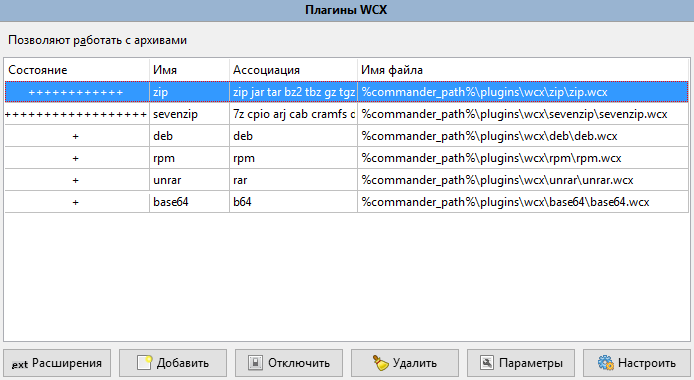 Плагины WCX
Позволяют работать с архивами
Состояние Имя Ассоциация Имя файла
++++++++++++ zip zip jar tar bz2 tbz gz tgz %commander_path%\plugins\wcx\zip\zip.wcx
++++++++++++++++++ sevenzip 7z cpio arj cab cramfs %commander_path%\plugins\wcx\sevenzip\sevenzip.wcx
+ deb deb %commander_path%\plugins\wcx\deb\deb.wcx
+ rpm rpm %commander_path%\plugins\wcx\rpm\rpm.wcx
+ unrar rar %commander_path%\plugins\wcx\unrar\unrar.wcx
+ base64 b64 %commander_path%\plugins\wcx\base64\base64.wcx
.ext Расширения Добавить Отключить Удалить Параметры Настроить